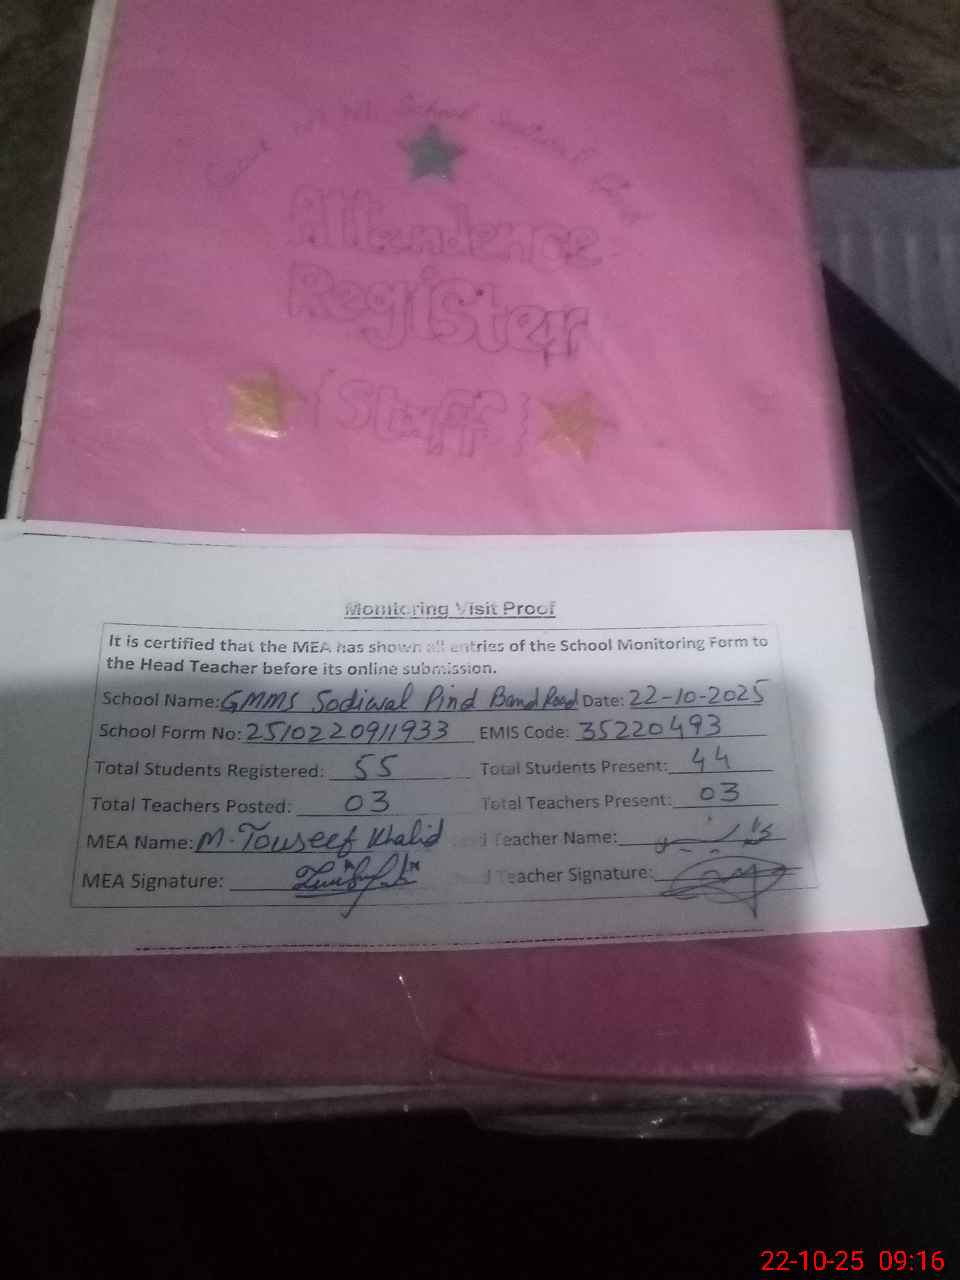 School
Attendence
Register
{Staff}
Monitoring Visit Proof
It is certified that the MEA has shown all entries of the School Monitoring Form to
the Head Teacher before its online submission.
School Name: GMMS Sodiwal Pind Band Road Date: 22-10-2025
School Form No: 2510220911933 EMIS Code: 35220493
Total Students Registered: 55 Total Students Present: 44
Total Teachers Posted: 03 Total Teachers Present: 03
MEA Name: M. Touseef Khalid Teacher Name:
MEA Signature: Teacher Signature:
22-10-25 09:16